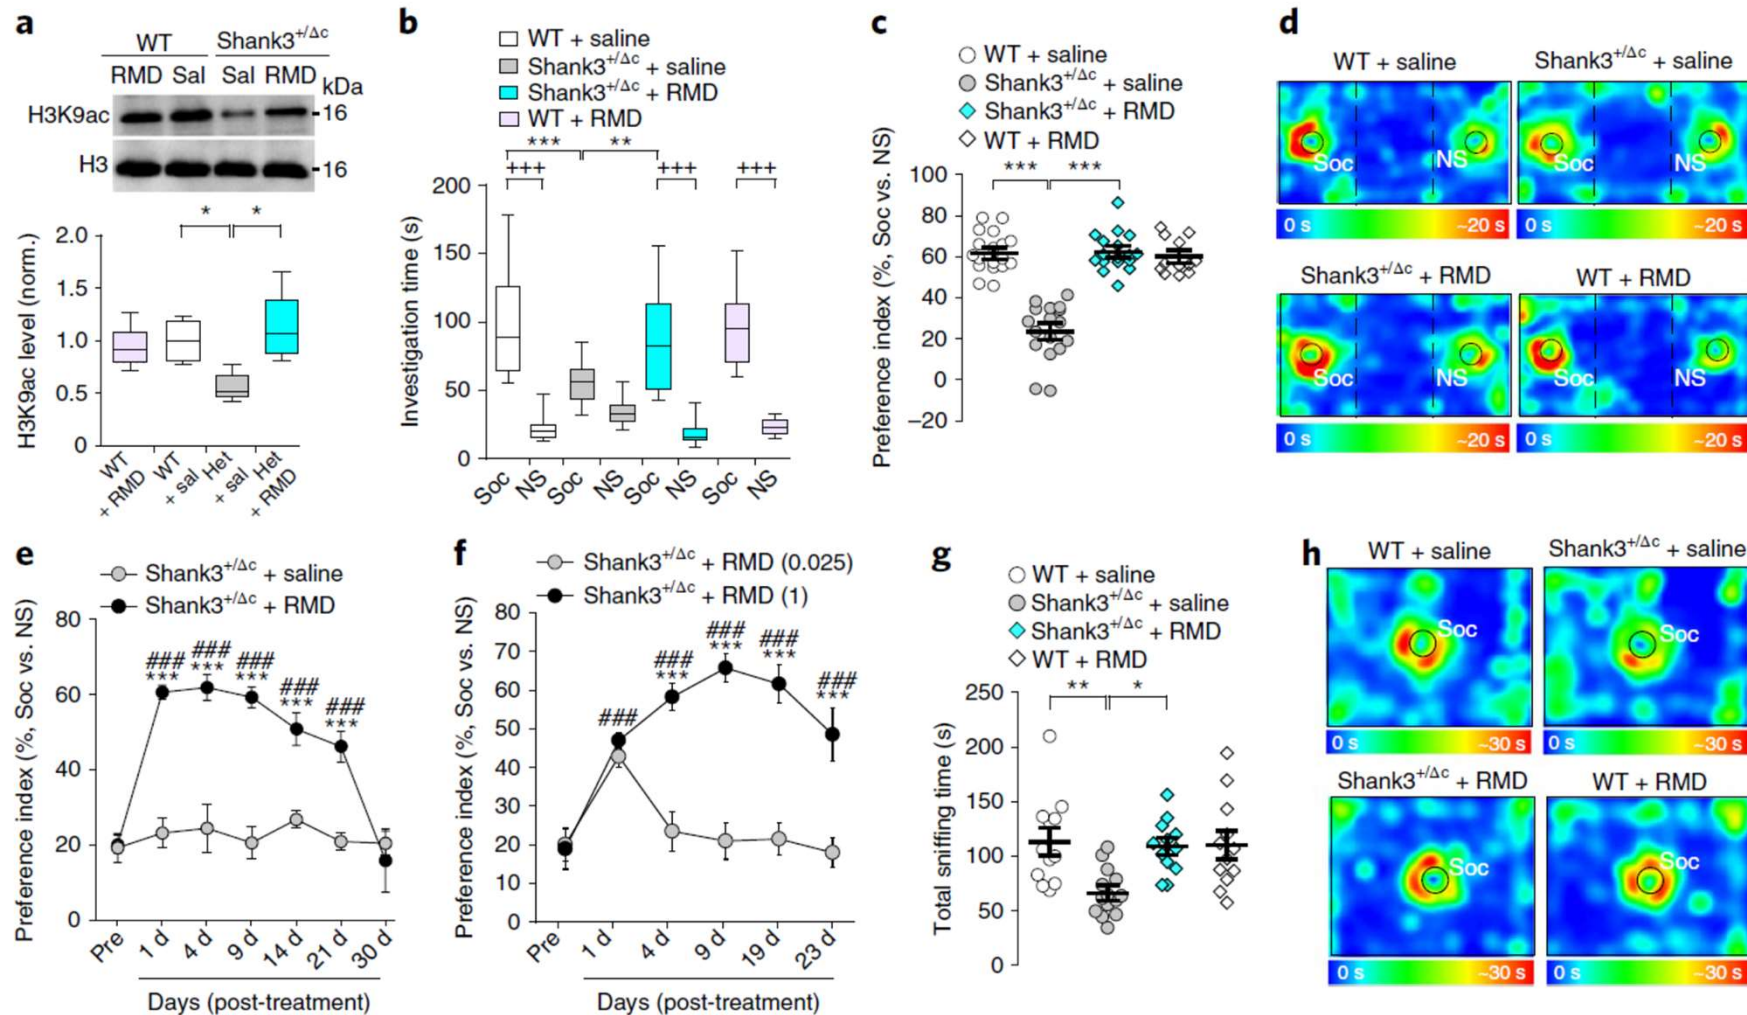 a
WT Shank3+/Δc
RMD Sal Sal RMD kDa
H3K9ac 16
H3 16
* *
H3K9ac level (norm.)
2.0
1.5
1.0
0.5
0
WT + RMD
WT + sal
Het + sal
Het + RMD
b
WT + saline
Shank3+/Δc + saline
Shank3+/Δc + RMD
WT + RMD
*** **
+++ +++ +++
Investigation time (s)
200
150
100
50
0
Soc NS Soc NS Soc NS Soc NS
c
WT + saline
Shank3+/Δc + saline
Shank3+/Δc + RMD
WT + RMD
*** ***
Preference index (%, Soc vs. NS)
100
80
60
40
20
0
–20
d
WT + saline Shank3+/Δc + saline
Soc NS Soc NS
0 s ~20 s 0 s ~20 s
Shank3+/Δc + RMD WT + RMD
Soc NS Soc NS
0 s ~20 s 0 s ~20 s
e
Shank3+/Δc + saline
Shank3+/Δc + RMD
Preference index (%, Soc vs. NS)
80
60
40
20
0
### ### ### ### ###
*** *** *** *** ***
Pre 1 d 4 d 9 d 14 d 21 d 30 d
Days (post-treatment)
f
Shank3+/Δc + RMD (0.025)
Shank3+/Δc + RMD (1)
Preference index (%, Soc vs. NS)
80
70
60
50
40
30
20
10
0
### ### ### ### ###
*** *** *** ***
Pre 1 d 4 d 9 d 19 d 23 d
Days (post-treatment)
g
WT + saline
Shank3+/Δc + saline
Shank3+/Δc + RMD
WT + RMD
** *
Total sniffing time (s)
250
200
150
100
50
0
h
WT + saline Shank3+/Δc + saline
Soc Soc
0 s ~30 s 0 s ~30 s
Shank3+/Δc + RMD WT + RMD
Soc Soc
0 s ~30 s 0 s ~30 s